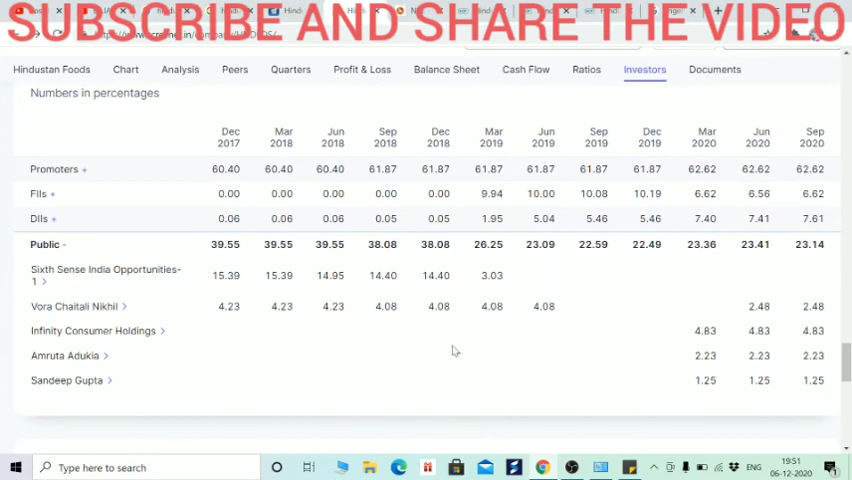 SUBSCRIBE AND SHARE THE VIDEO
Hindustan Foods Chart Analysis Peers Quarters Profit & Loss Balance Sheet Cash Flow Ratios Investors Documents
Numbers in percentages
Dec 2017 Mar 2018 Jun 2018 Sep 2018 Dec 2018 Mar 2019 Jun 2019 Sep 2019 Dec 2019 Mar 2020 Jun 2020 Sep 2020
Promoters + 60.40 60.40 60.40 61.87 61.87 61.87 61.87 61.87 61.87 62.62 62.62 62.62
FIIs + 0.00 0.00 0.00 0.00 0.00 9.94 10.00 10.08 10.19 6.62 6.56 6.62
DIIs + 0.06 0.06 0.06 0.05 0.05 1.95 5.04 5.46 5.46 7.40 7.41 7.61
Public - 39.55 39.55 39.55 38.08 38.08 26.25 23.09 22.59 22.49 23.36 23.41 23.14
Sixth Sense India Opportunities-
1 > 15.39 15.39 14.95 14.40 14.40 3.03
Vora Chaitali Nikhil > 4.23 4.23 4.23 4.08 4.08 4.08 4.08 2.48 2.48
Infinity Consumer Holdings > 4.83 4.83 4.83
Amruta Adukia > 2.23 2.23 2.23
Sandeep Gupta > 1.25 1.25 1.25
Type here to search
ENG
19:51
06-12-2020